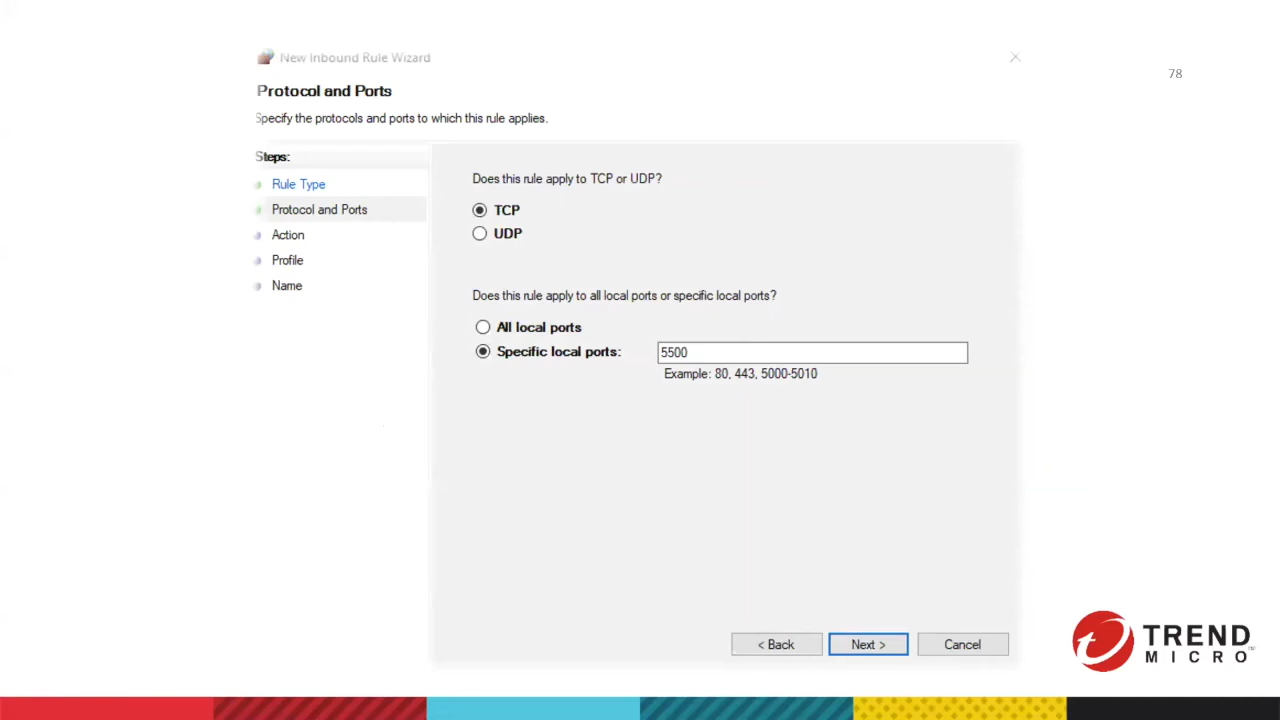 New Inbound Rule Wizard
78
Protocol and Ports
Specify the protocols and ports to which this rule applies.
Steps:
Rule Type
Protocol and Ports
Action
Profile
Name
Does this rule apply to TCP or UDP?
TCP
UDP
Does this rule apply to all local ports or specific local ports?
All local ports
Specific local ports:
5500
Example: 80, 443, 5000-5010
< Back
Next >
Cancel
TREND
MICRO™